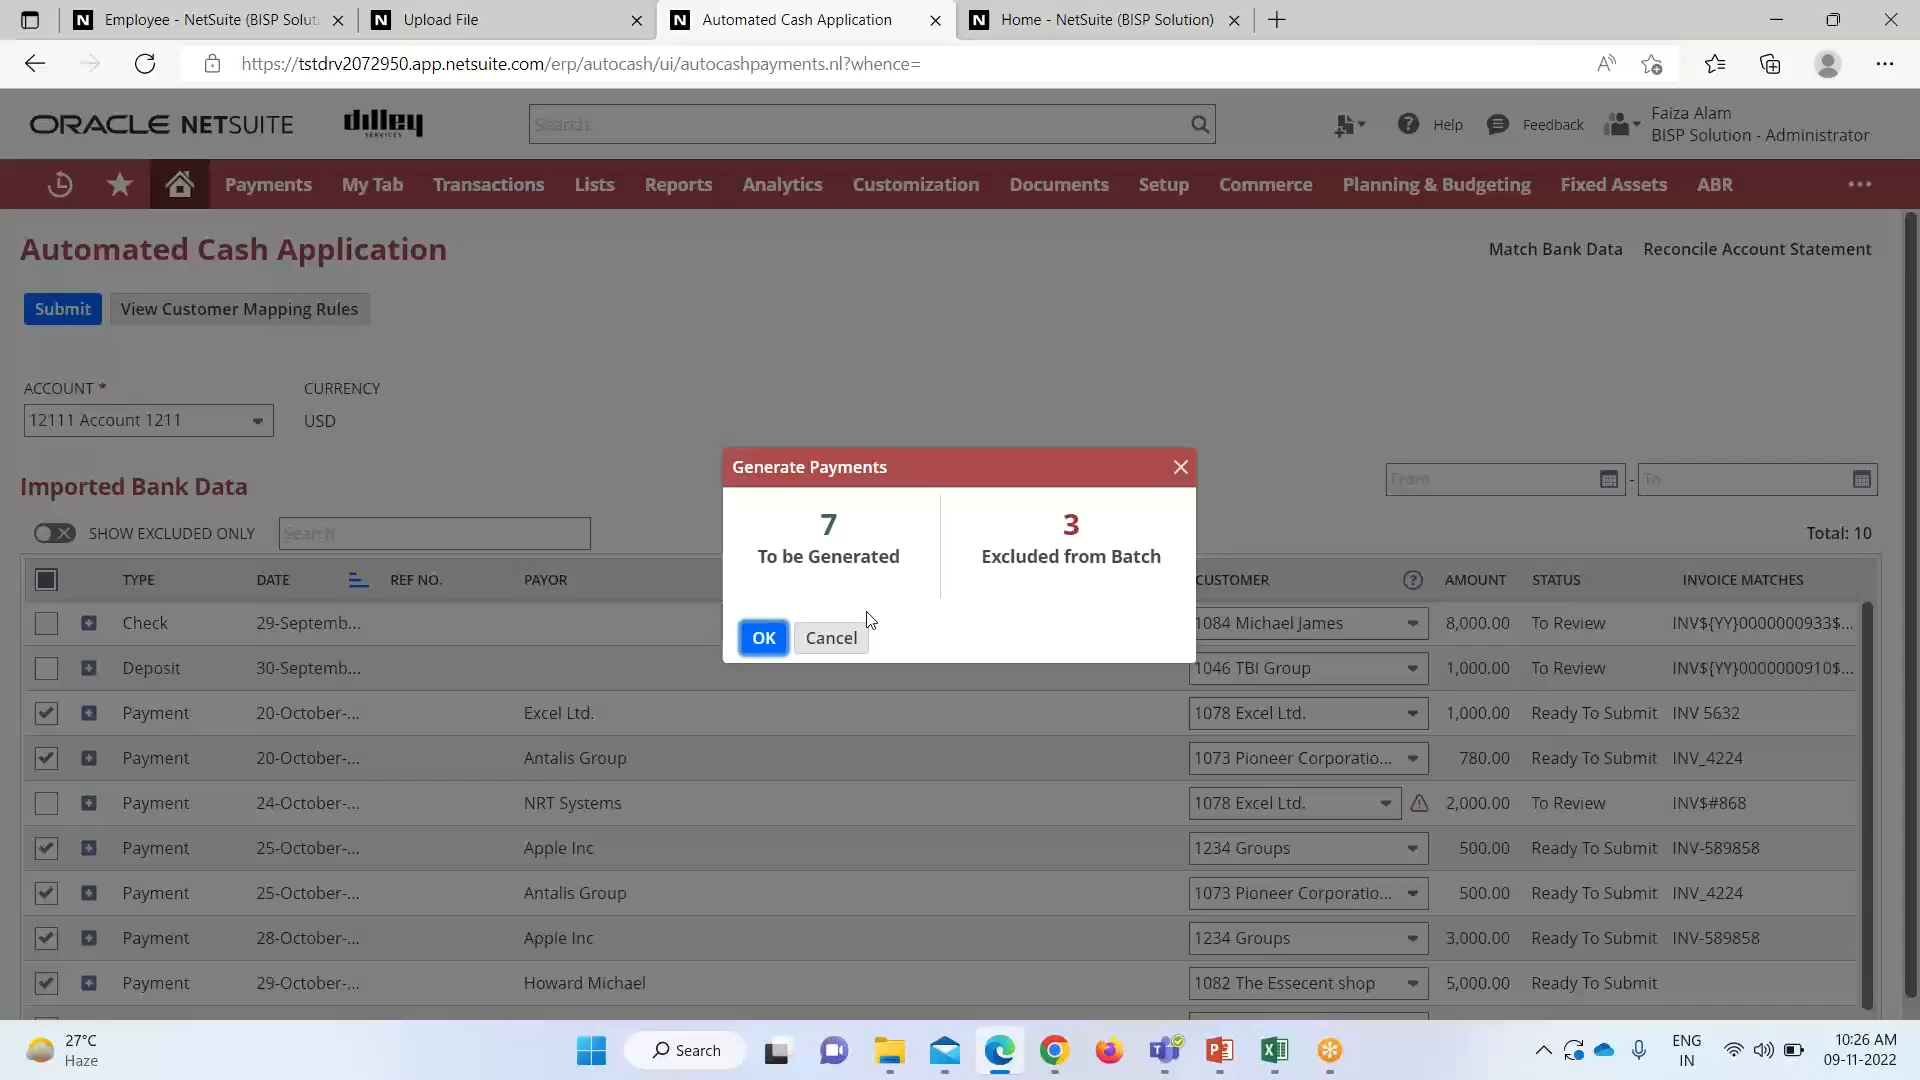 Employee - NetSuite (BISP Soluti
Upload File
Automated Cash Application
Home - NetSuite (BISP Solution)
https://tstdrv2072950.app.netsuite.com/erp/autocash/ui/autocashpayments.nl?whence=
ORACLE NETSUITE
dilley
SERVICES
Search
Help
Feedback
Faiza Alam
BISP Solution - Administrator
Payments
My Tab
Transactions
Lists
Reports
Analytics
Customization
Documents
Setup
Commerce
Planning & Budgeting
Fixed Assets
ABR
Automated Cash Application
Match Bank Data
Reconcile Account Statement
Submit
View Customer Mapping Rules
ACCOUNT *
CURRENCY
12111 Account 1211
USD
Generate Payments
7
To be Generated
3
Excluded from Batch
OK
Cancel
Imported Bank Data
From
-
To
SHOW EXCLUDED ONLY
Search
Total: 10
TYPE DATE REF NO. PAYOR CUSTOMER AMOUNT STATUS INVOICE MATCHES
Check 29-Septemb... 1084 Michael James 8,000.00 To Review INV${YY}0000000933$...
Deposit 30-Septemb... 1046 TBI Group 1,000.00 To Review INV${YY}0000000910$...
Payment 20-October-... Excel Ltd. 1078 Excel Ltd. 1,000.00 Ready To Submit INV 5632
Payment 20-October-... Antalis Group 1073 Pioneer Corporatio... 780.00 Ready To Submit INV_4224
Payment 24-October-... NRT Systems 1078 Excel Ltd. 2,000.00 To Review INV$#868
Payment 25-October-... Apple Inc 1234 Groups 500.00 Ready To Submit INV-589858
Payment 25-October-... Antalis Group 1073 Pioneer Corporatio... 500.00 Ready To Submit INV_4224
Payment 28-October-... Apple Inc 1234 Groups 3,000.00 Ready To Submit INV-589858
Payment 29-October-... Howard Michael 1082 The Essecent shop 5,000.00 Ready To Submit
27°C
Haze
Search
ENG
IN
10:26 AM
09-11-2022